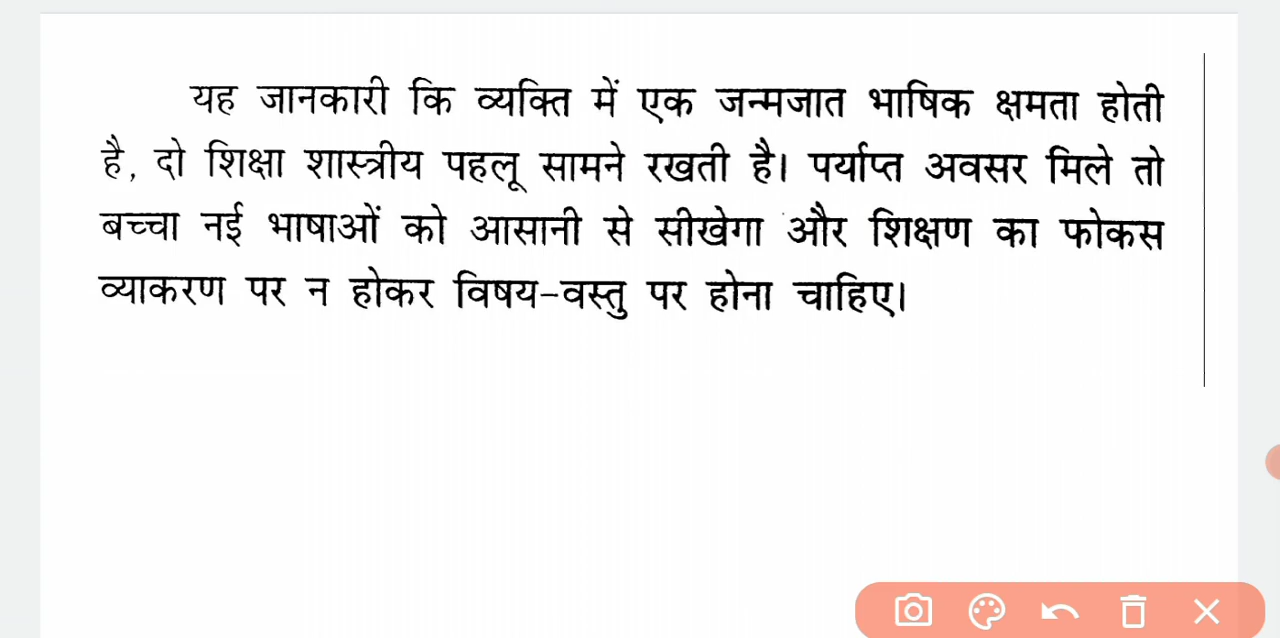 यह जानकारी कि व्यक्ति में एक जन्मजात भाषिक क्षमता होती
है, दो शिक्षा शास्त्रीय पहलू सामने रखती है। पर्याप्त अवसर मिले तो
बच्चा नई भाषाओं को आसानी से सीखेगा और शिक्षण का फोकस
व्याकरण पर न होकर विषय-वस्तु पर होना चाहिए।